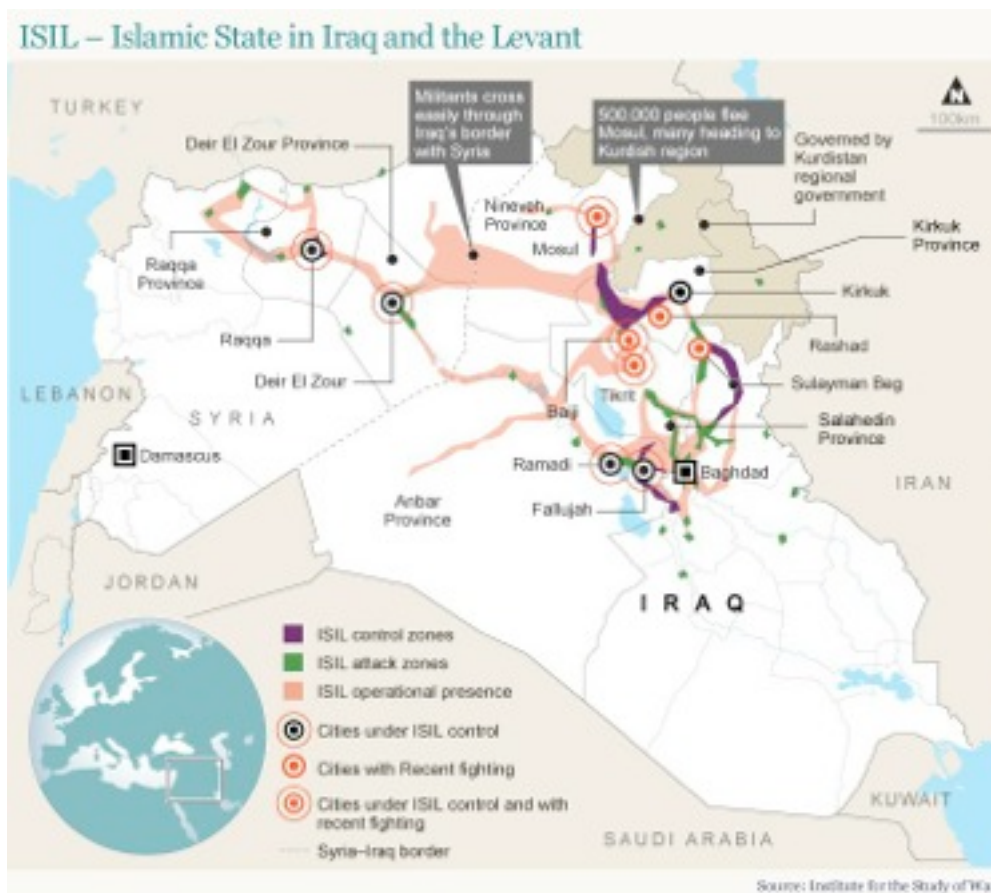 ISIL – Islamic State in Iraq and the Levant
TURKEY
Militants cross
easily through
Iraq's border
with Syria
500,000 people flee
Mosul, many heading to
Kurdish region
N
100km
Governed by
Kurdistan
regional
government
Deir El Zour Province
Nineveh
Province
Mosul
Kirkuk
Province
Raqqa
Province
Kirkuk
Raqqa
Rashad
Deir El Zour
Sulayman Beg
LEBANON
SYRIA
Baiji
Tikrit
Salahedin
Province
Damascus
Ramadi
Baghdad
IRAN
Anbar
Province
Fallujah
JORDAN
IRAQ
ISIL control zones
ISIL attack zones
ISIL operational presence
Cities under ISIL control
Cities with Recent fighting
Cities under ISIL control and with
recent fighting
Syria–Iraq border
KUWAIT
SAUDI ARABIA
Source: Institute for the Study of Wa